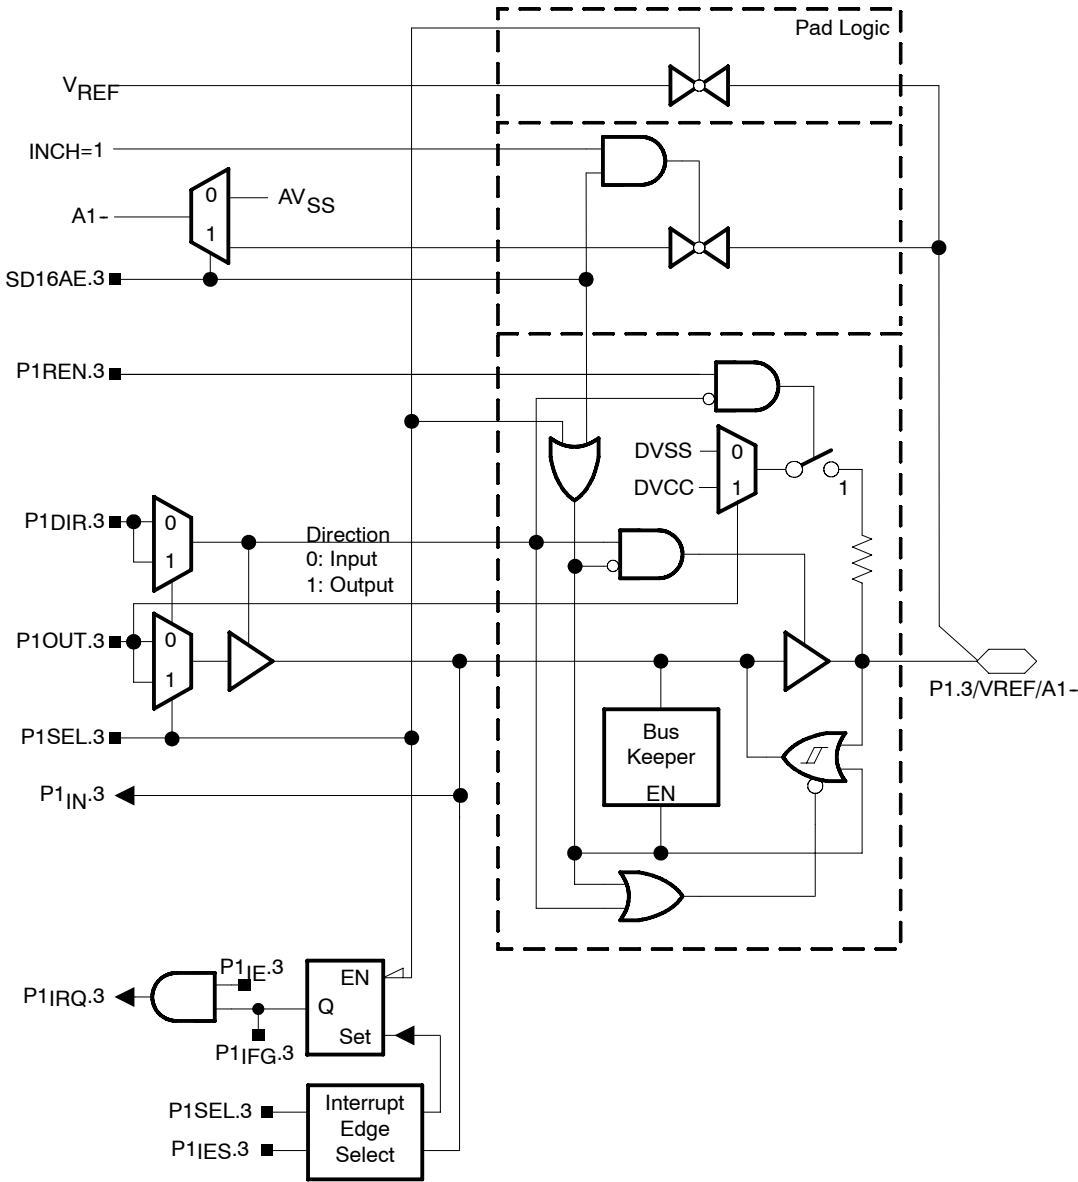 Pad Logic
VREF
INCH=1
0
AVSS
A1-
1
SD16AE.3
P1REN.3
DVSS
0
DVCC
1
1
P1DIR.3
0
1
Direction
0: Input
1: Output
P1OUT.3
0
1
P1.3/VREF/A1-
P1SEL.3
Bus
Keeper
EN
P1IN.3
P1IE.3
EN
P1IRQ.3
Q
Set
P1IFG.3
P1SEL.3
Interrupt
Edge
Select
P1IES.3